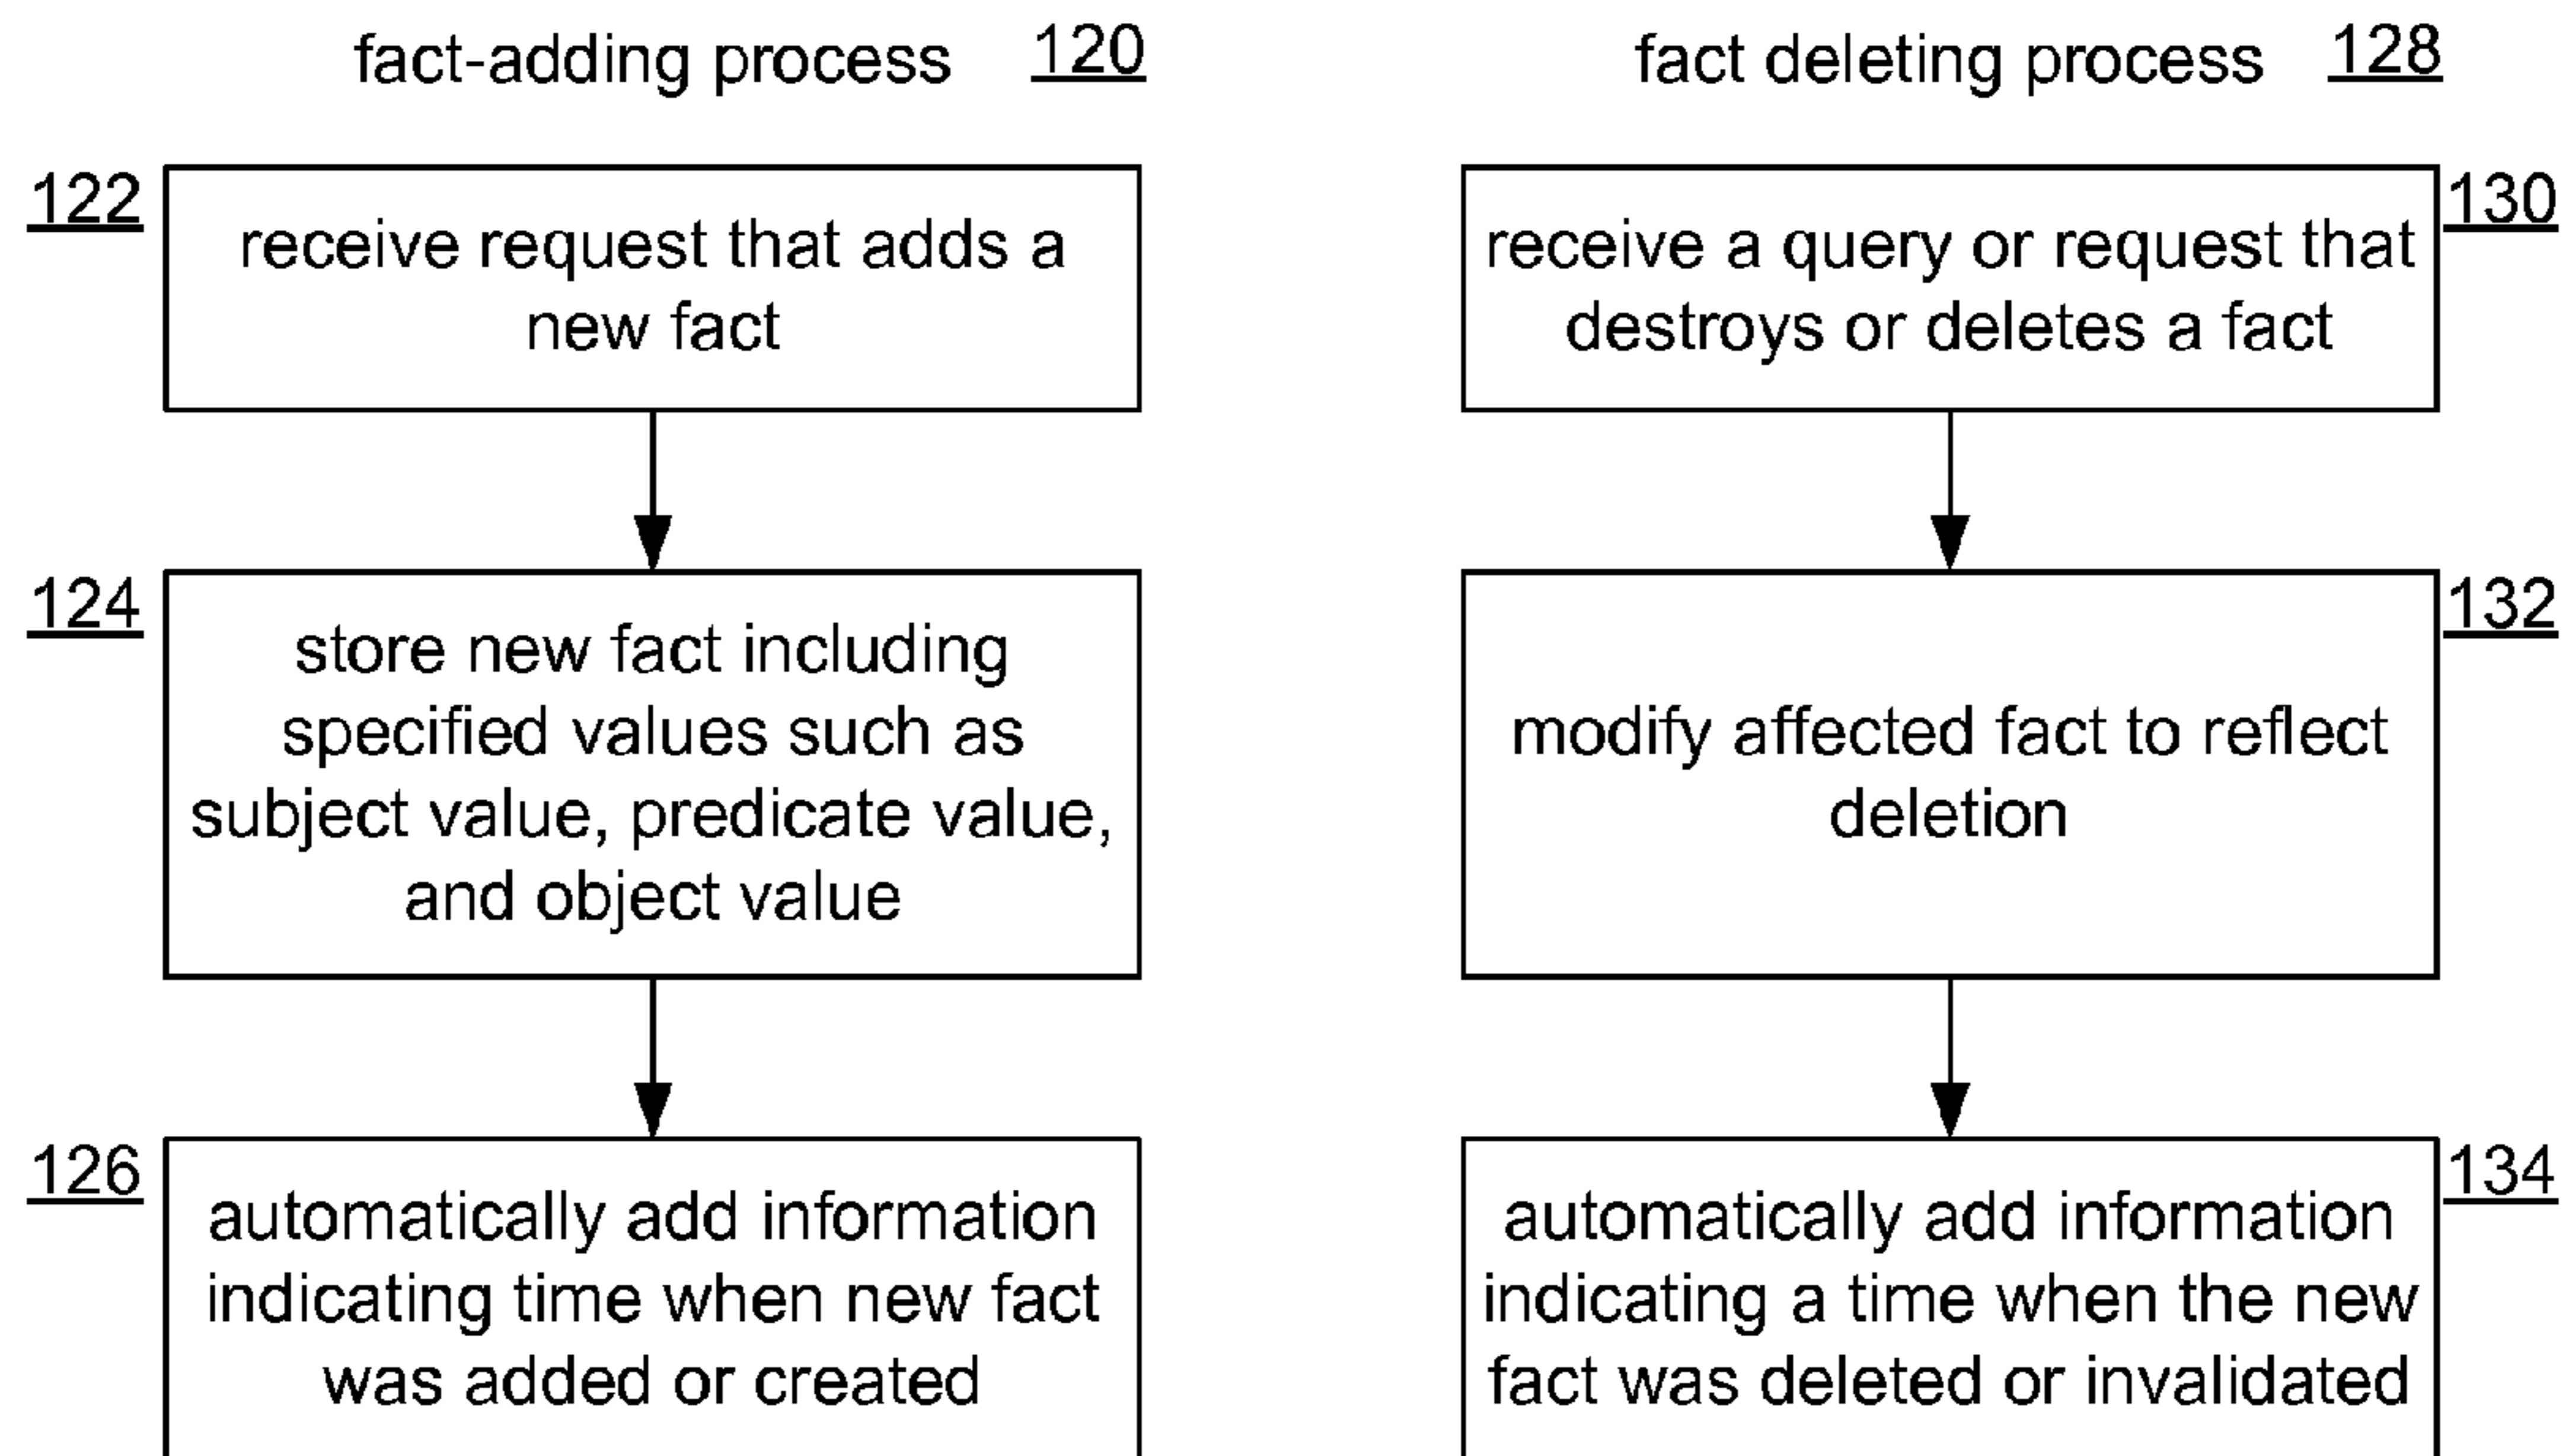 fact-adding process 120
122
receive request that adds a
new fact
124
store new fact including
specified values such as
subject value, predicate value,
and object value
126
automatically add information
indicating time when new fact
was added or created
fact deleting process 128
130
receive a query or request that
destroys or deletes a fact
132
modify affected fact to reflect
deletion
134
automatically add information
indicating a time when the new
fact was deleted or invalidated